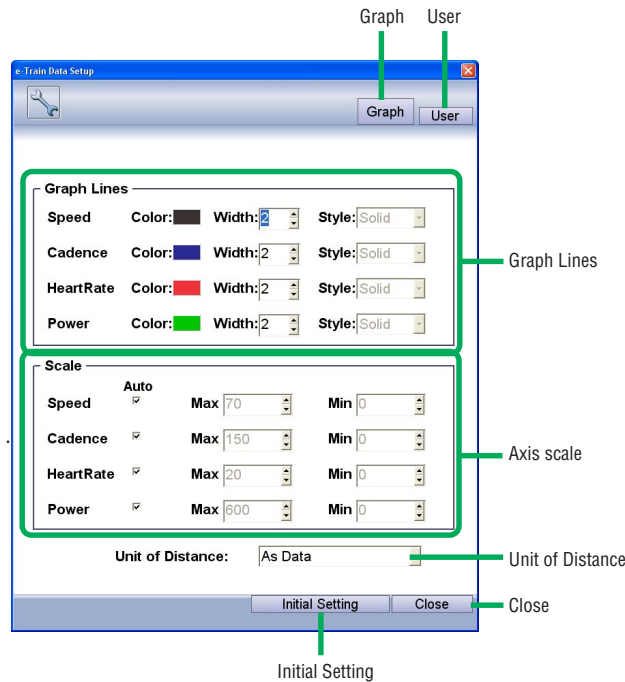 Graph User
e-Train Data Setup
Graph User
Graph Lines
Speed Color: Width: 2 Style: Solid
Cadence Color: Width: 2 Style: Solid
Graph Lines
HeartRate Color: Width: 2 Style: Solid
Power Color: Width: 2 Style: Solid
Scale
Auto
Speed Max 70 Min 0
Cadence Max 150 Min 0
Axis scale
HeartRate Max 20 Min 0
Power Max 600 Min 0
Unit of Distance: As Data
Unit of Distance
Initial Setting Close
Close
Initial Setting